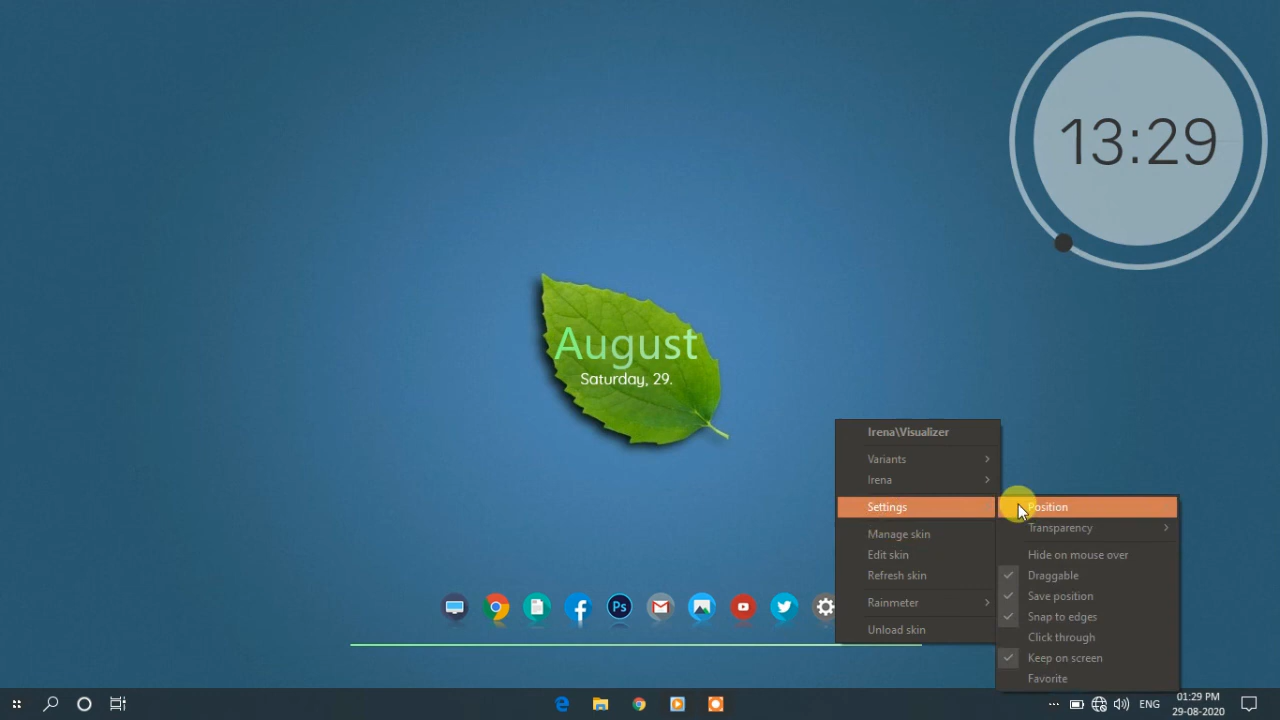 13:29
August
Saturday, 29.
Irena\Visualizer
Variants
Irena
Settings
Manage skin
Edit skin
Refresh skin
Rainmeter
Unload skin
Position
Transparency
Hide on mouse over
Draggable
Save position
Snap to edges
Click through
Keep on screen
Favorite
Ps
ENG
01:29 PM
29-08-2020